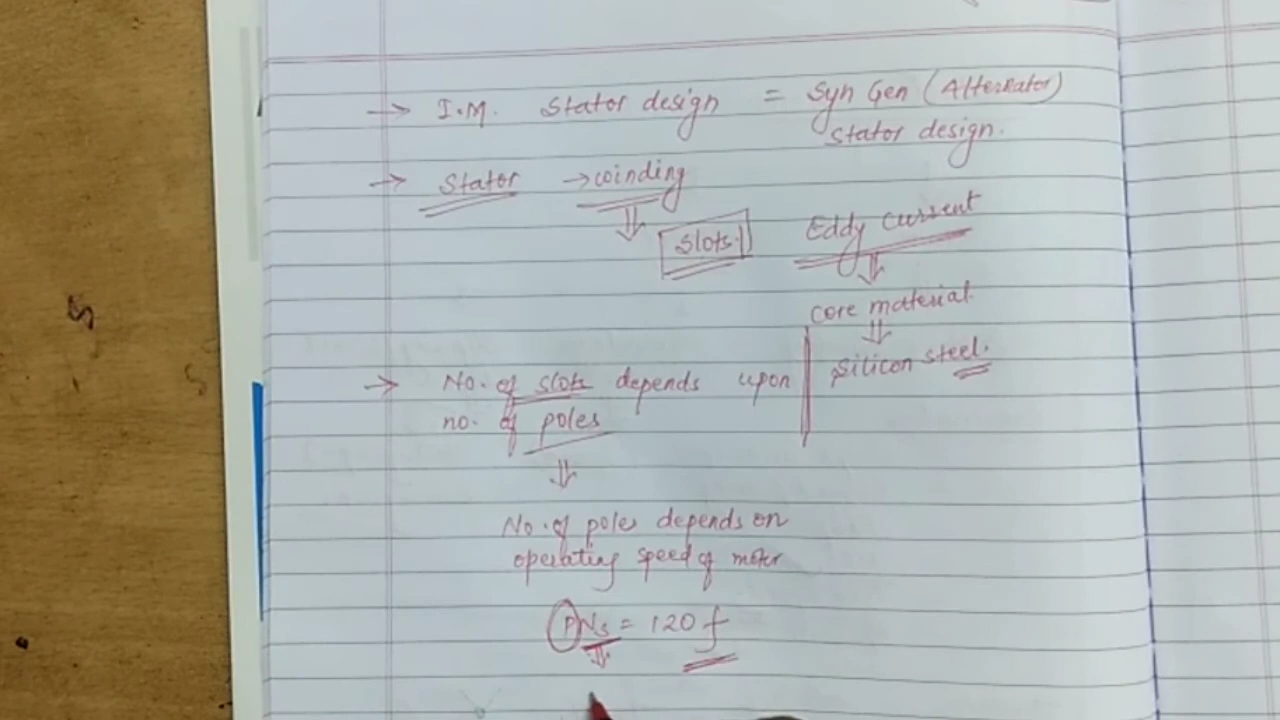 → I.M. Stator design = Syn Gen (Alternator)
Stator design.
→ Stator → winding
⇓
Slots Eddy current
⇓
core material.
⇓
silicon steel.
→ No. of slots depends upon
no. of poles
⇓
No. of poles depends on
operating speed of motor
PNs = 120 f
⇓